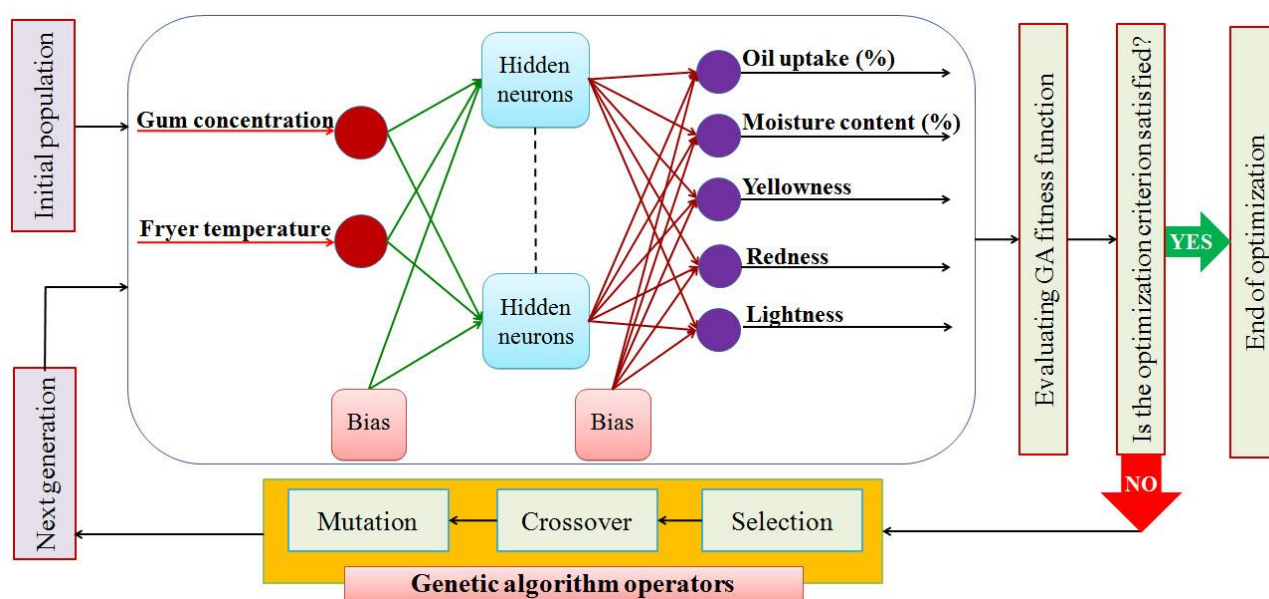 Initial population
Gum concentration
Fryer temperature
Hidden
neurons
Hidden
neurons
Bias
Bias
Oil uptake (%)
Moisture content (%)
Yellowness
Redness
Lightness
Evaluating GA fitness function
Is the optimization criterion satisfied?
YES
End of optimization
NO
Selection
Crossover
Mutation
Genetic algorithm operators
Next generation